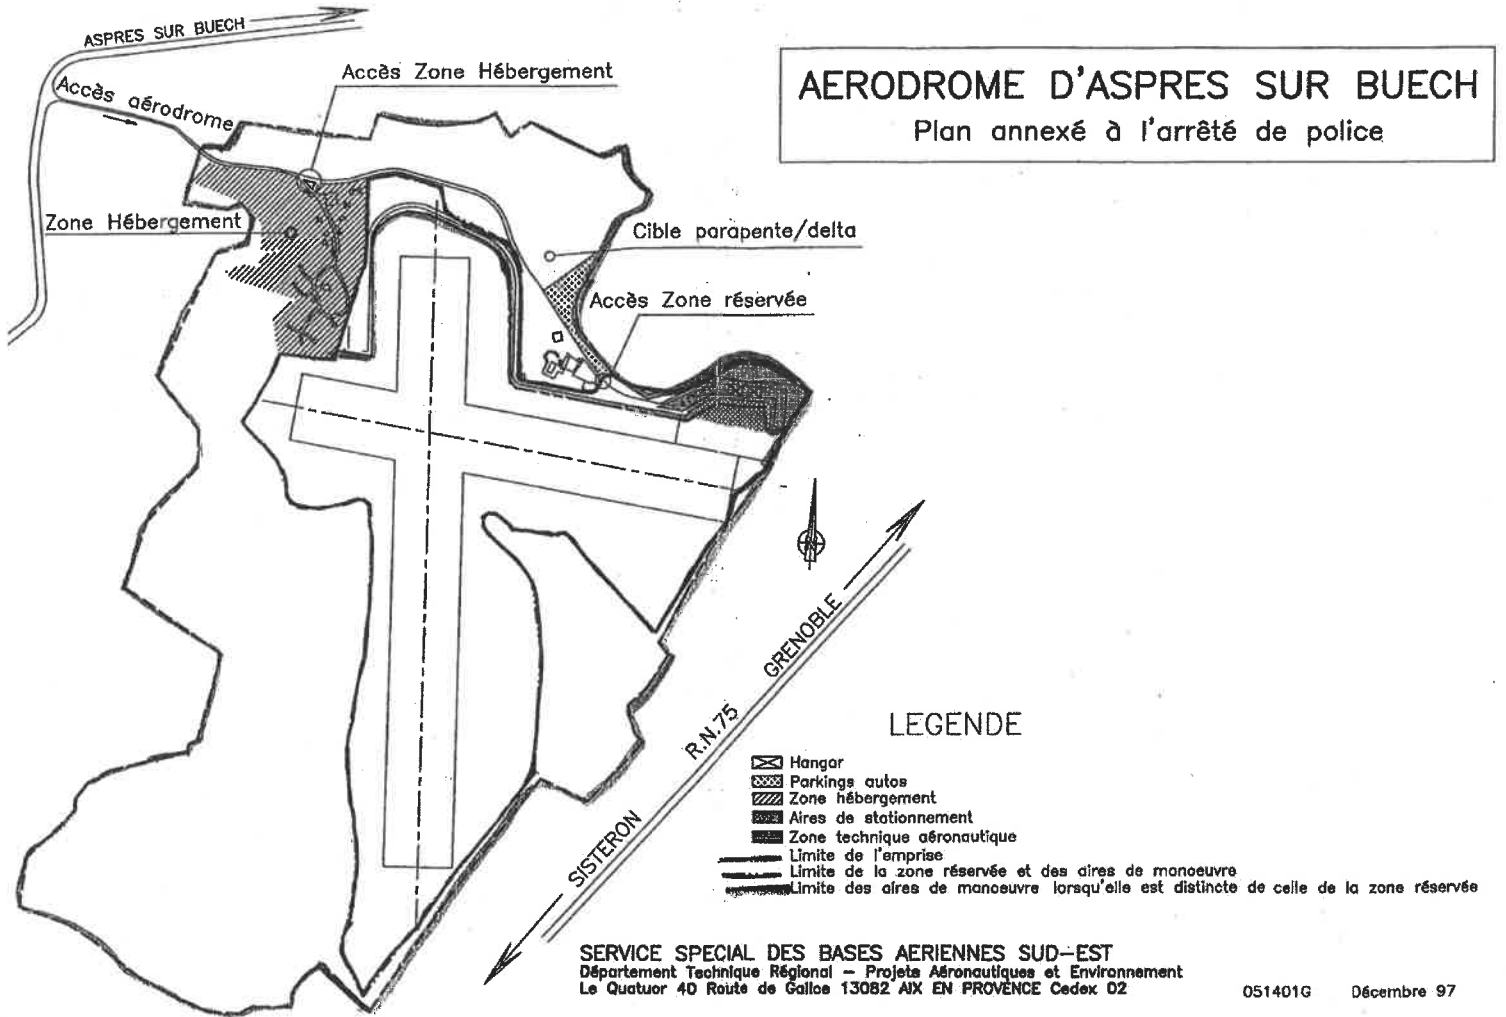 AERODROME D'ASPRES SUR BUECH
Plan annexé à l'arrêté de police
ASPRES SUR BUECH
Accès aérodrome
Accès Zone Hébergement
Zone Hébergement
Cible parapente/delta
Accès Zone réservée
GRENOBLE
R.N.75
SISTERON
LEGENDE
Hangar
Parkings autos
Zone hébergement
Aires de stationnement
Zone technique aéronautique
Limite de l'emprise
Limite de la zone réservée et des aires de manoeuvre
Limite des aires de manoeuvre lorsqu'elle est distincte de celle de la zone réservée
SERVICE SPECIAL DES BASES AERIENNES SUD-EST
Département Technique Régional - Projets Aéronautiques et Environnement
Le Quatuor 40 Route de Galice 13082 AIX EN PROVENCE Cedex 02
051401G Décembre 97